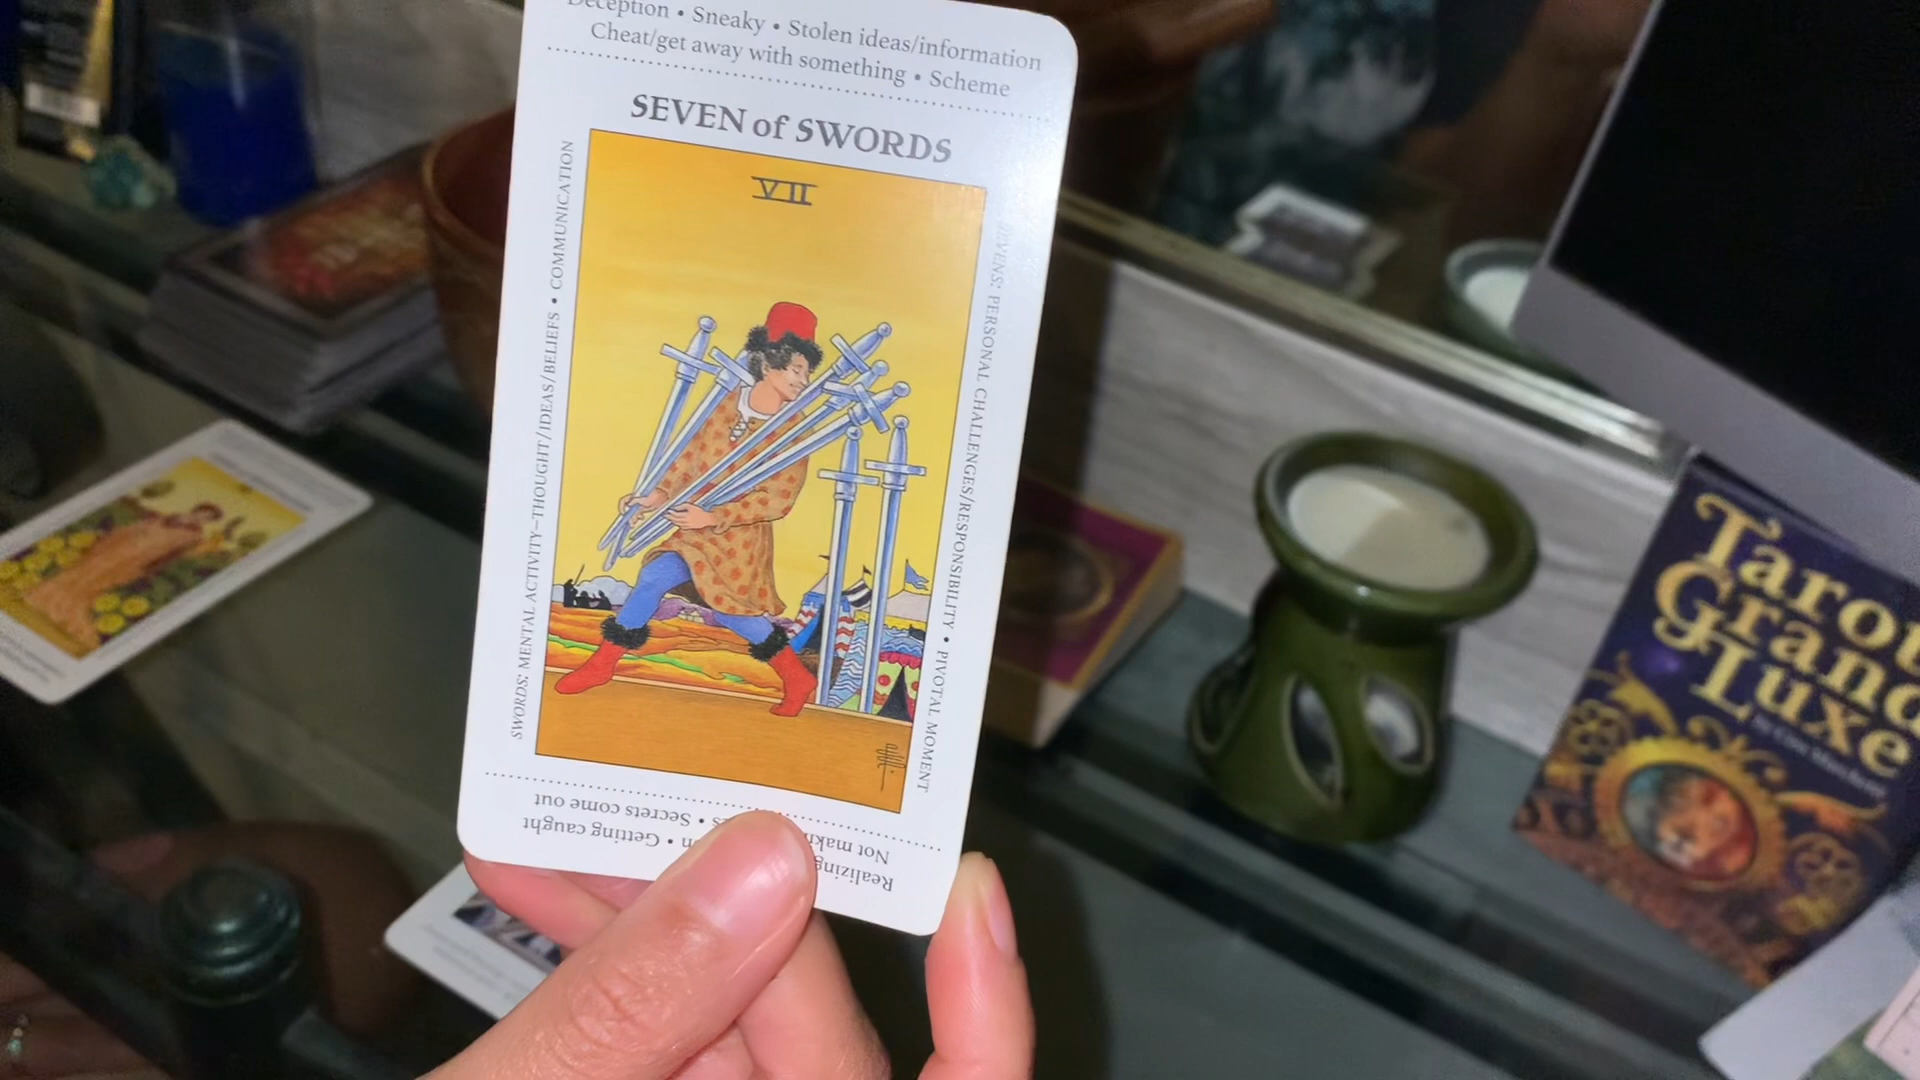 Deception • Sneaky • Stolen ideas/information
Cheat/get away with something • Scheme
SEVEN of SWORDS
VII
SWORDS: MENTAL ACTIVITY–THOUGHT/IDEAS/BELIEFS • COMMUNICATION
SEVENS: PERSONAL CHALLENGES/RESPONSIBILITY • PIVOTAL MOMENT
Realizing
Not
Getting caught
• Secrets come out
Tarot
Grand
Luxe